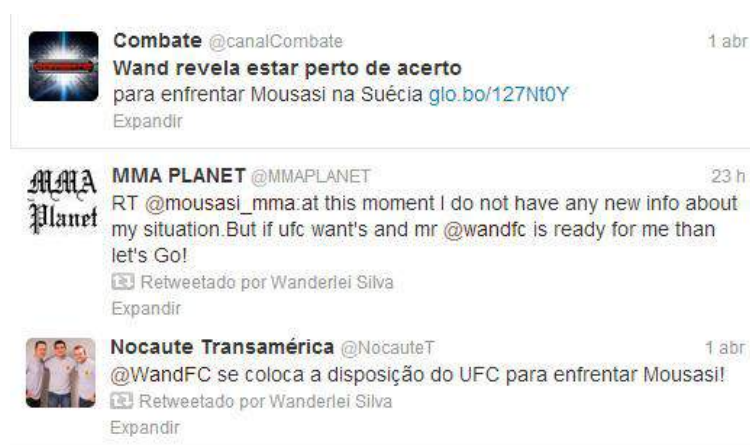 Combate @canalCombate 1 abr
Wand revela estar perto de acerto
para enfrentar Mousasi na Suécia glo.bo/127Nt0Y
Expandir
MMA Planet
MMA PLANET @MMAPLANET 23 h
RT @mousasi_mma:at this moment I do not have any new info about
my situation.But if ufc want's and mr @wandfc is ready for me than
let's Go!
Retweetado por Wanderlei Silva
Expandir
Nocaute Transamérica @NocauteT 1 abr
@WandFC se coloca a disposição do UFC para enfrentar Mousasi!
Retweetado por Wanderlei Silva
Expandir